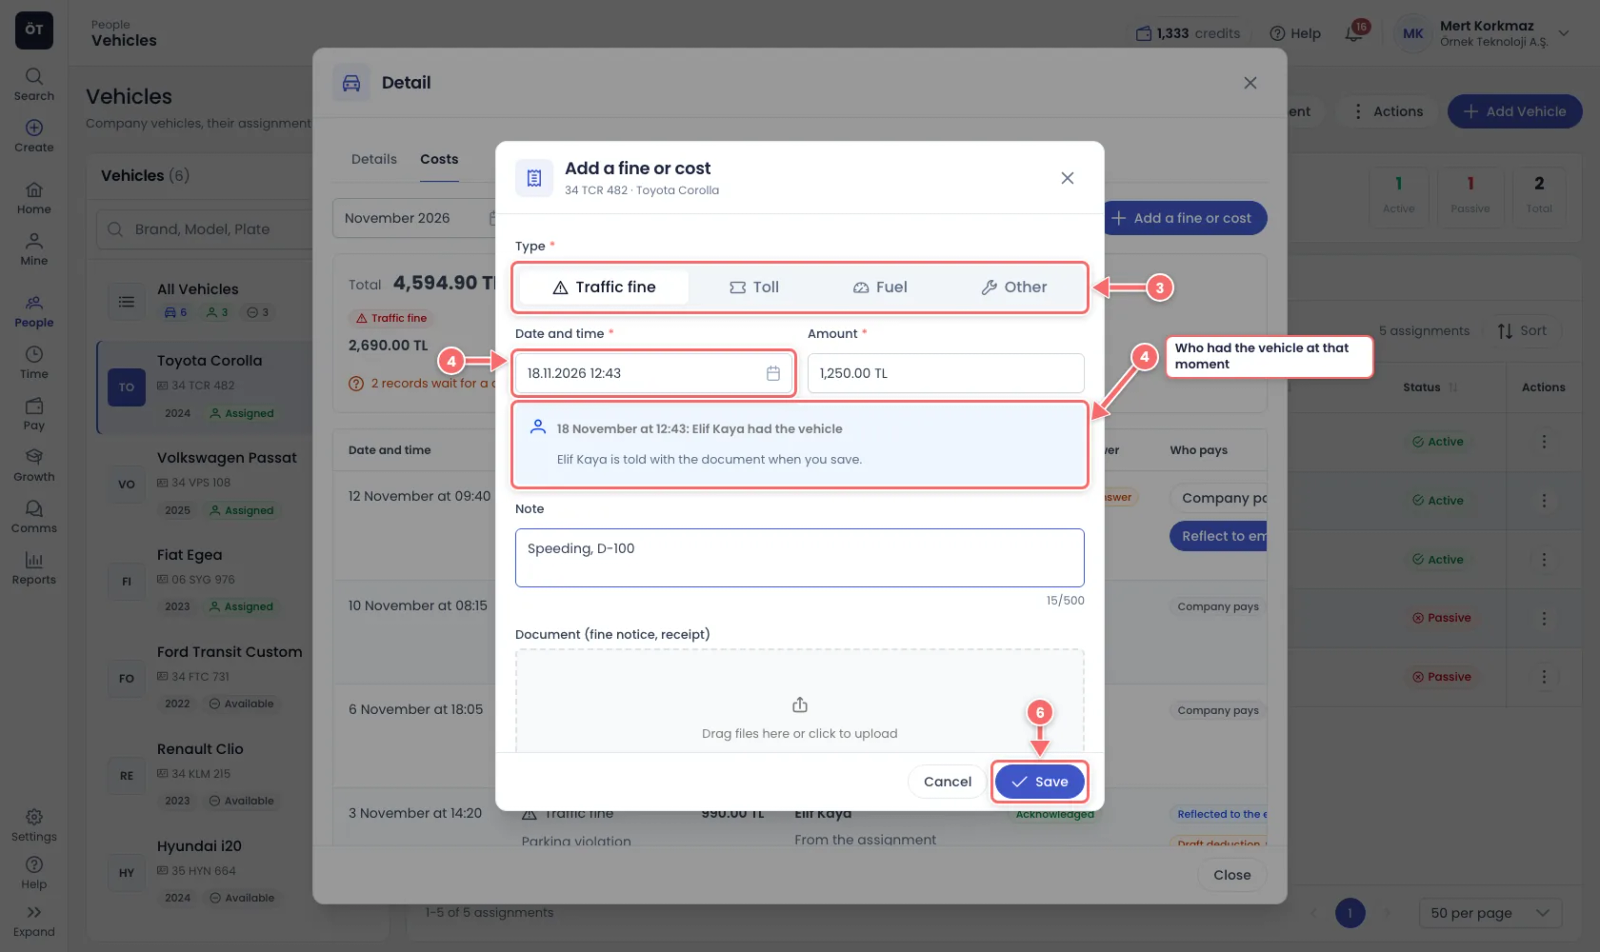 ÖT
People
Vehicles
1,333 credits
Help
16
MK
Mert Korkmaz
Örnek Teknoloji A.Ş.
Search
Create
Home
Mine
People
Time
Pay
Growth
Comms
Reports
Settings
Help
Expand
Vehicles
Company vehicles, their assignment
Actions
Add Vehicle
Vehicles (6)
Brand, Model, Plate
All Vehicles
6 3 3
TO
Toyota Corolla
34 TCR 482
2024 Assigned
VO
Volkswagen Passat
34 VPS 108
2025 Assigned
FI
Fiat Egea
06 SYG 976
2023 Assigned
FO
Ford Transit Custom
34 FTC 731
2022 Available
RE
Renault Clio
34 KLM 215
2023 Available
HY
Hyundai i20
35 HYN 664
2024 Available
1 Active
1 Passive
2 Total
5 assignments
Sort
Status
Actions
Active
Active
Active
Passive
Passive
1-5 of 5 assignments
1
50 per page
Detail
Details
Costs
November 2026
Add a fine or cost
Total 4,594.90 TL
Traffic fine
2,690.00 TL
2 records wait for a
Date and time
Who pays
12 November at 09:40
Company pa
Reflect to em
10 November at 08:15
Company pays
6 November at 18:05
Company pays
3 November at 14:20
Traffic fine
990.00 TL
Elif Kaya
Acknowledged
Reflected to the e
Parking violation
From the assignment
Draft deduction
Close
Add a fine or cost
34 TCR 482 · Toyota Corolla
Type *
Traffic fine
Toll
Fuel
Other
3
Date and time *
Amount *
4
18.11.2026 12:43
1,250.00 TL
4
Who had the vehicle at that
moment
18 November at 12:43: Elif Kaya had the vehicle
Elif Kaya is told with the document when you save.
Note
Speeding, D-100
15/500
Document (fine notice, receipt)
Drag files here or click to upload
6
Cancel
Save